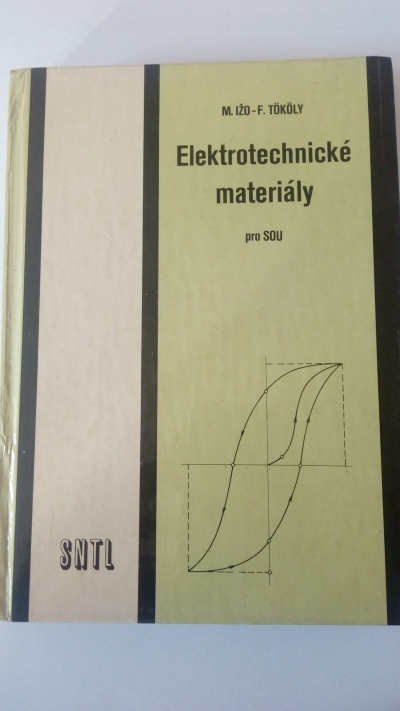 M. IŽO - F. TÖKÖLY
Elektrotechnické
materiály
pro SOU
SNTL